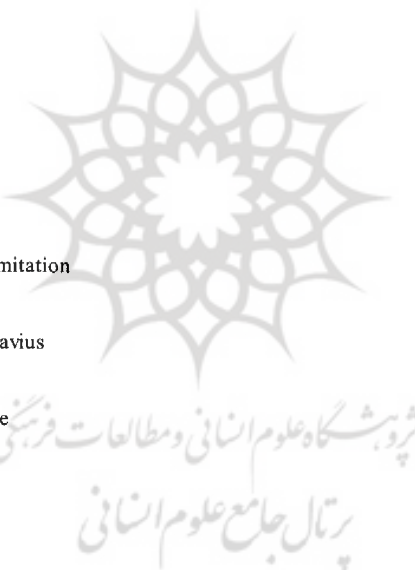 mitation
avius
e
پژوهشگاه علوم انسانی و مطالعات فرهنگی
پرتال جامع علوم انسانی